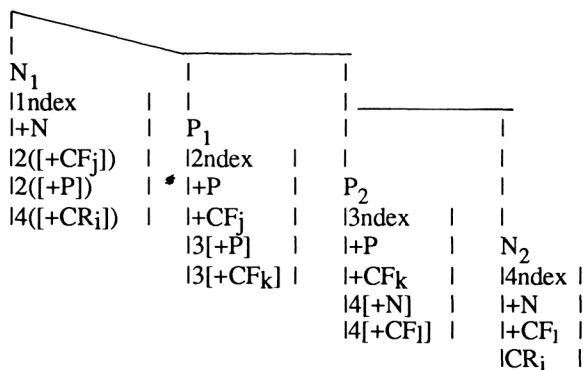 N1
|1ndex
|+N
|2([+CFj])
|2([+P])
|4([+CRi])
P1
|2ndex
|+P
|+CFj
|3[+P]
|3[+CFk]
P2
|3ndex
|+P
|+CFk
|4[+N]
|4[+CFl]
N2
|4ndex
|+N
|+CFl
|CRi